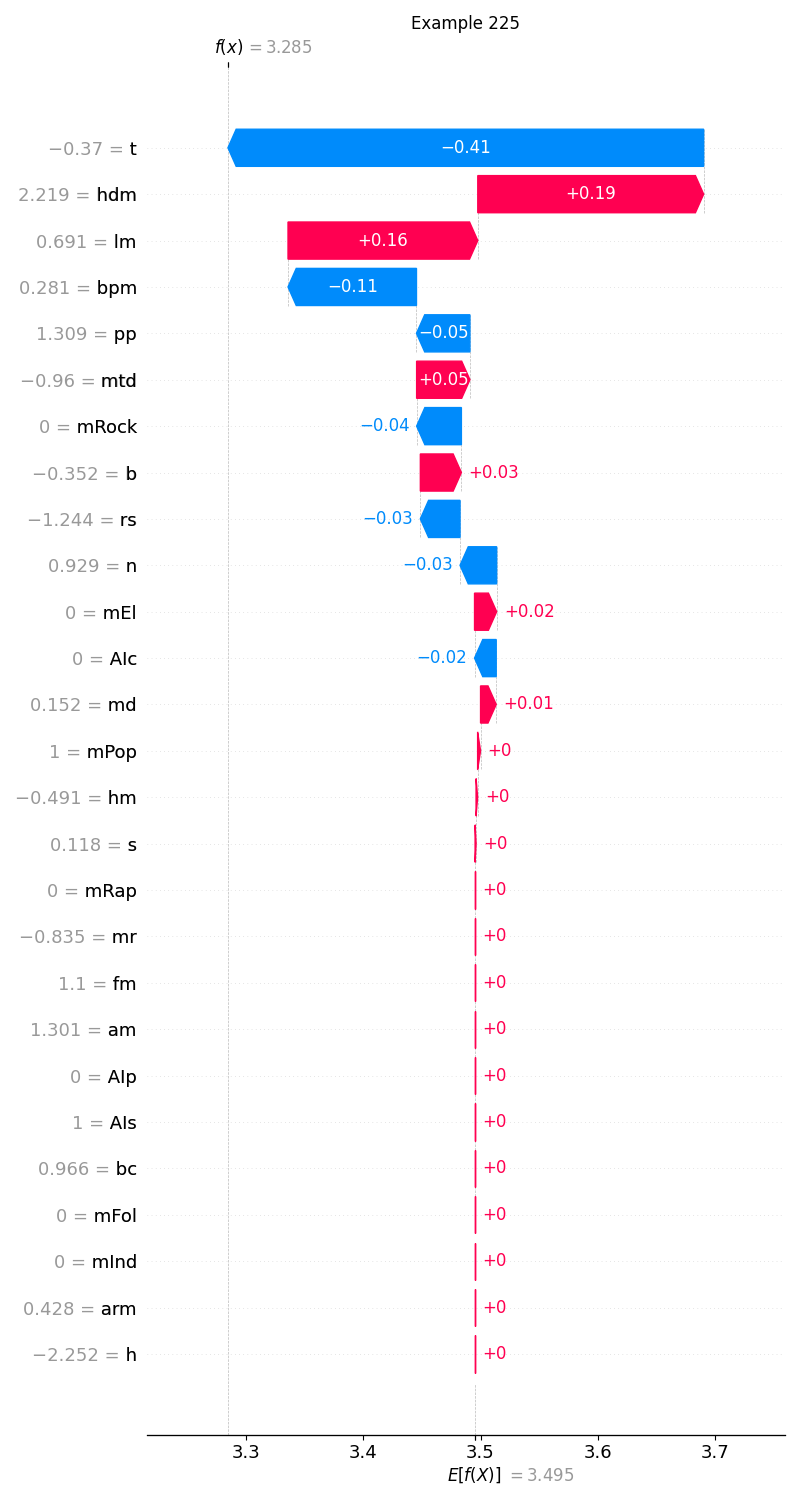 Example 225
f(x) = 3.285
−0.37 = t −0.41
2.219 = hdm +0.19
0.691 = lm +0.16
0.281 = bpm −0.11
1.309 = pp −0.05
−0.96 = mtd +0.05
0 = mRock −0.04
−0.352 = b +0.03
−1.244 = rs −0.03
0.929 = n −0.03
0 = mEl +0.02
0 = AIc −0.02
0.152 = md +0.01
1 = mPop +0
−0.491 = hm +0
0.118 = s +0
0 = mRap +0
−0.835 = mr +0
1.1 = fm +0
1.301 = am +0
0 = AIp +0
1 = AIs +0
0.966 = bc +0
0 = mFol +0
0 = mInd +0
0.428 = arm +0
−2.252 = h +0
3.3 3.4 3.5 3.6 3.7
E[f(X)] = 3.495